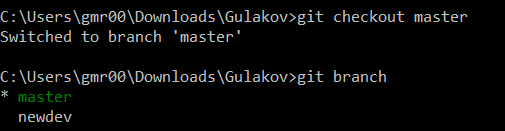 C:\Users\gmr00\Downloads\Gulakov>git checkout master
Switched to branch 'master'
C:\Users\gmr00\Downloads\Gulakov>git branch
* master
newdev